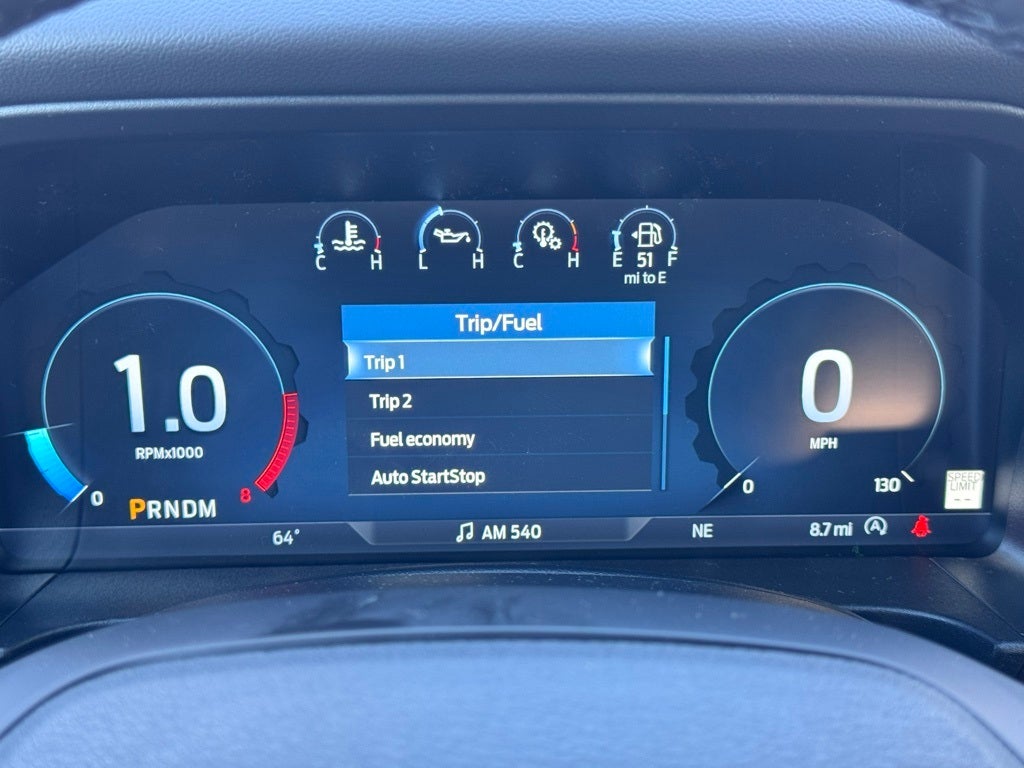 C H
L H
C H
E 51 F
mi to E
Trip/Fuel
Trip 1
Trip 2
Fuel economy
Auto StartStop
1.0
RPMx1000
0
8
PRNDM
0
MPH
0
130
SPEED
LIMIT
--
64°
AM 540
NE
8.7 mi
A